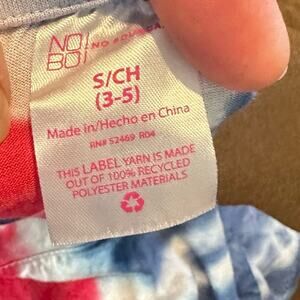 NO
BO
NO
S/CH
(3-5)
Made in/Hecho en China
RN# 52469 RD4
THIS LABEL YARN IS MADE
OUT OF 100% RECYCLED
POLYESTER MATERIALS